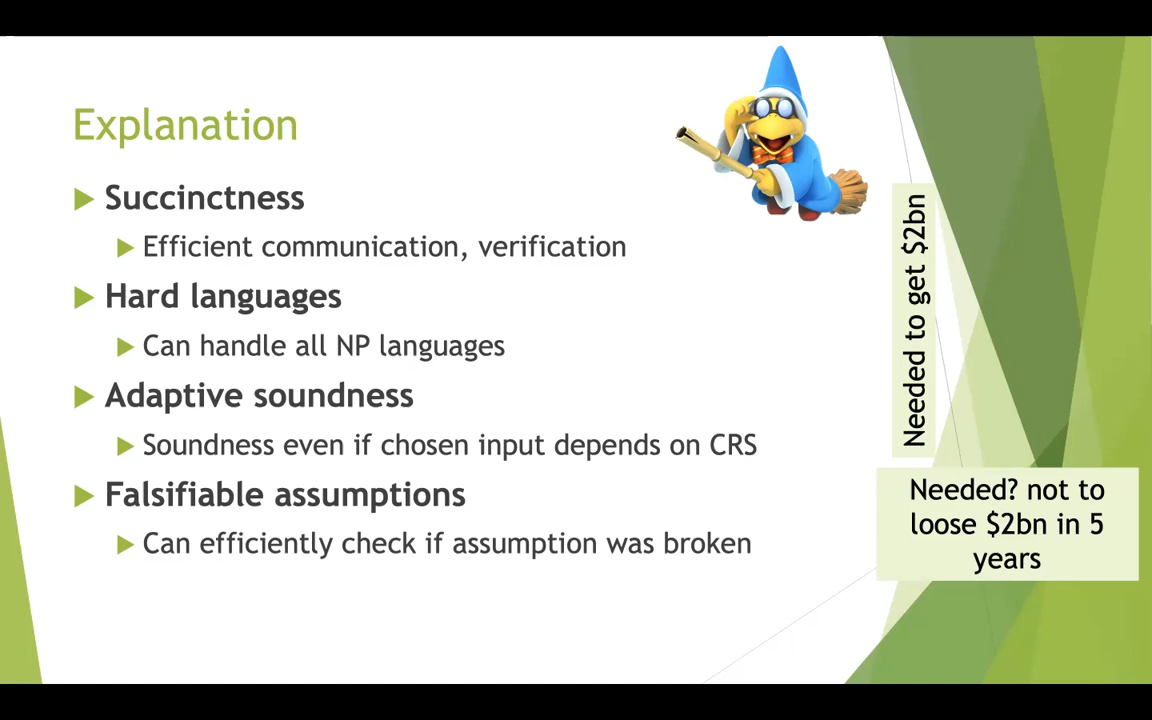 Explanation
Succinctness
Efficient communication, verification
Hard languages
Can handle all NP languages
Adaptive soundness
Soundness even if chosen input depends on CRS
Falsifiable assumptions
Can efficiently check if assumption was broken
Needed to get $2bn
Needed? not to
loose $2bn in 5
years